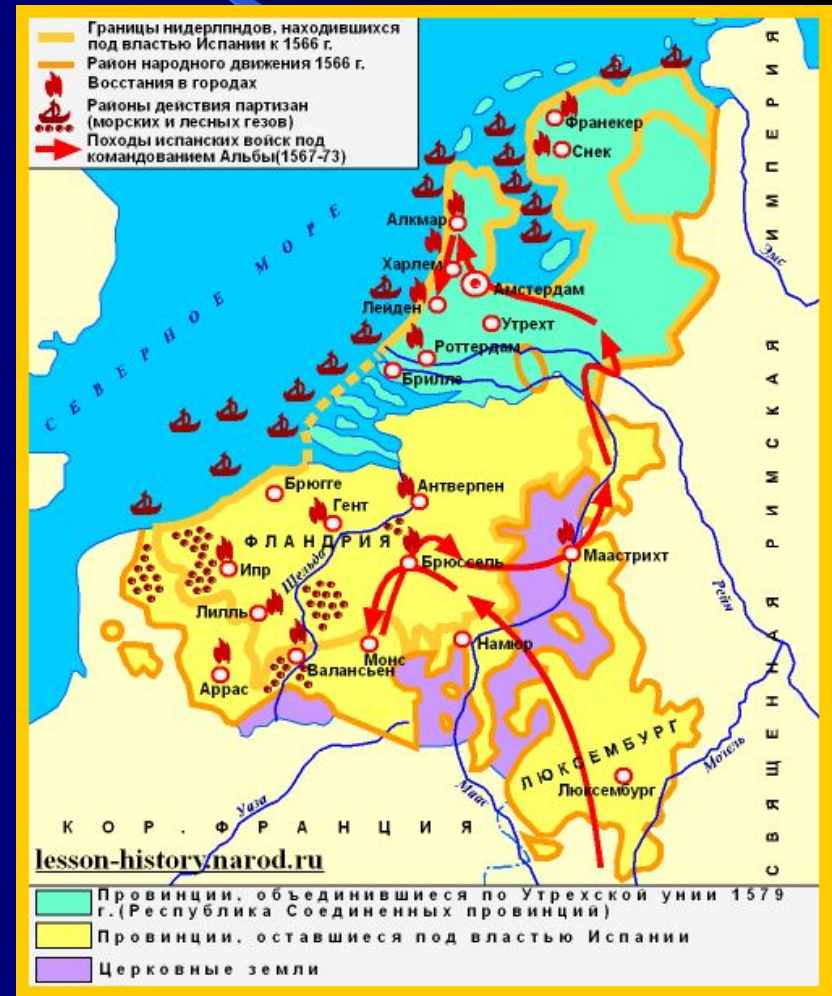 Границы нидерлпндов, находившихся
под властью Испании к 1566 г.
Район народного движения 1566 г.
Восстания в городах
Районы действия партизан
(морских и лесных гезов)
Походы испанских войск под
командованием Альбы(1567-73)
СЕВЕРНОЕ МОРЕ
СВЯЩЕННАЯ РИМСКАЯ ИМПЕРИЯ
Франекер
Снек
Эмс
Алкмар
Харлем
Амстердам
Лейден
Утрехт
Роттердам
Брилле
Брюгге
Антверпен
Гент
ФЛАНДРИЯ
Брюссель
Маастрихт
Ипр
Шельда
Рейн
Лилль
Намюр
Монс
Валансьен
Аррас
ЛЮКСЕМБУРГ
Мозель
Люксембург
Маас
Уаза
КОР. ФРАНЦИЯ
lesson-history.narod.ru
Провинции, объединившиеся по Утрехской унии 1579
г.(Республика Соединенных провинций)
Провинции, оставшиеся под властью Испании
Церковные земли